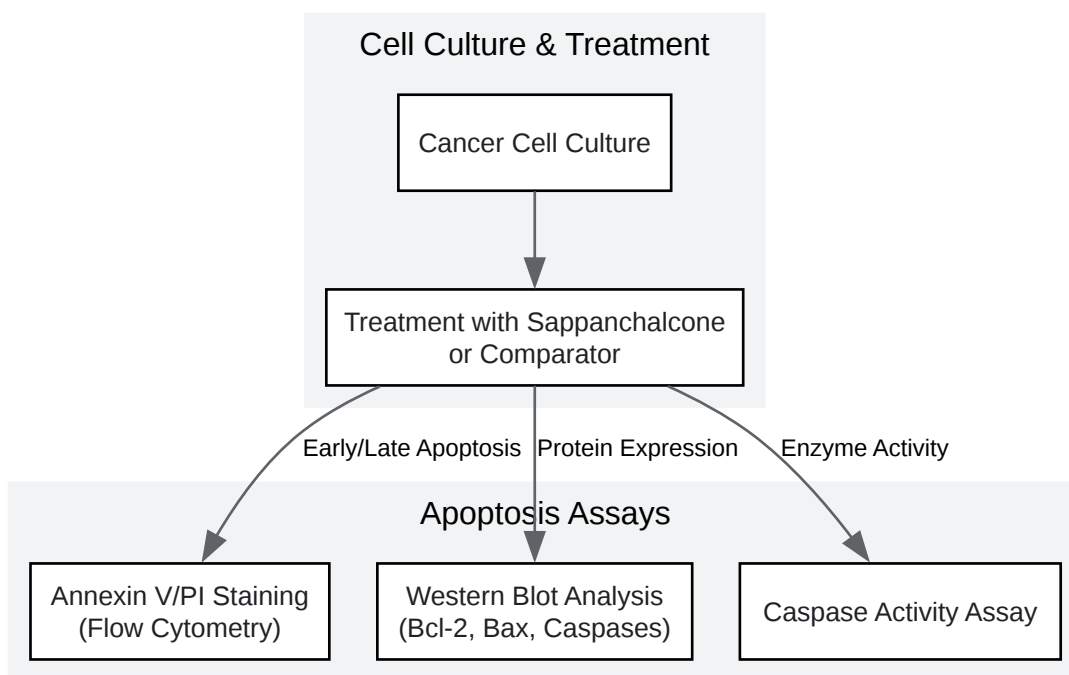 Cell Culture & Treatment
Cancer Cell Culture
Treatment with Sappanchalcone
or Comparator
Early/Late Apoptosis
Protein Expression
Enzyme Activity
Apoptosis Assays
Annexin V/PI Staining
(Flow Cytometry)
Western Blot Analysis
(Bcl-2, Bax, Caspases)
Caspase Activity Assay